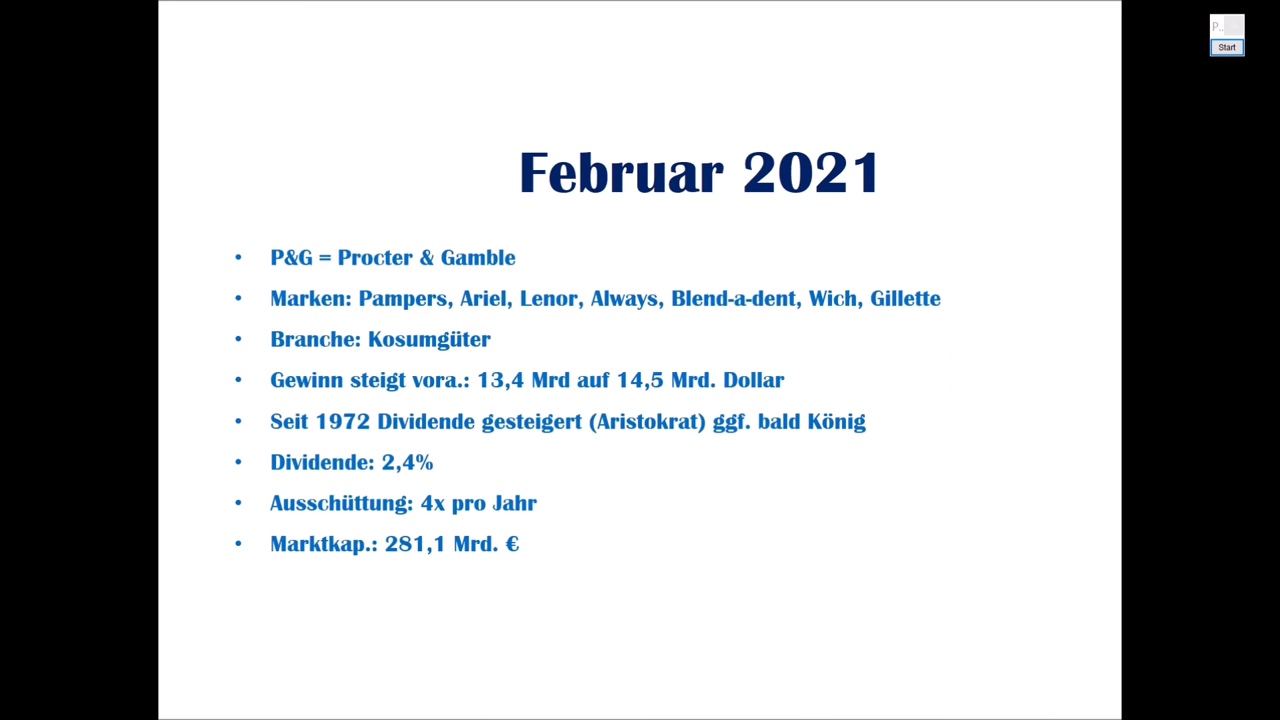 P..
Start
Februar 2021
• P&G = Procter & Gamble
• Marken: Pampers, Ariel, Lenor, Always, Blend-a-dent, Wich, Gillette
• Branche: Kosumgüter
• Gewinn steigt vora.: 13,4 Mrd auf 14,5 Mrd. Dollar
• Seit 1972 Dividende gesteigert (Aristokrat) ggf. bald König
• Dividende: 2,4%
• Ausschüttung: 4x pro Jahr
• Marktkap.: 281,1 Mrd. €